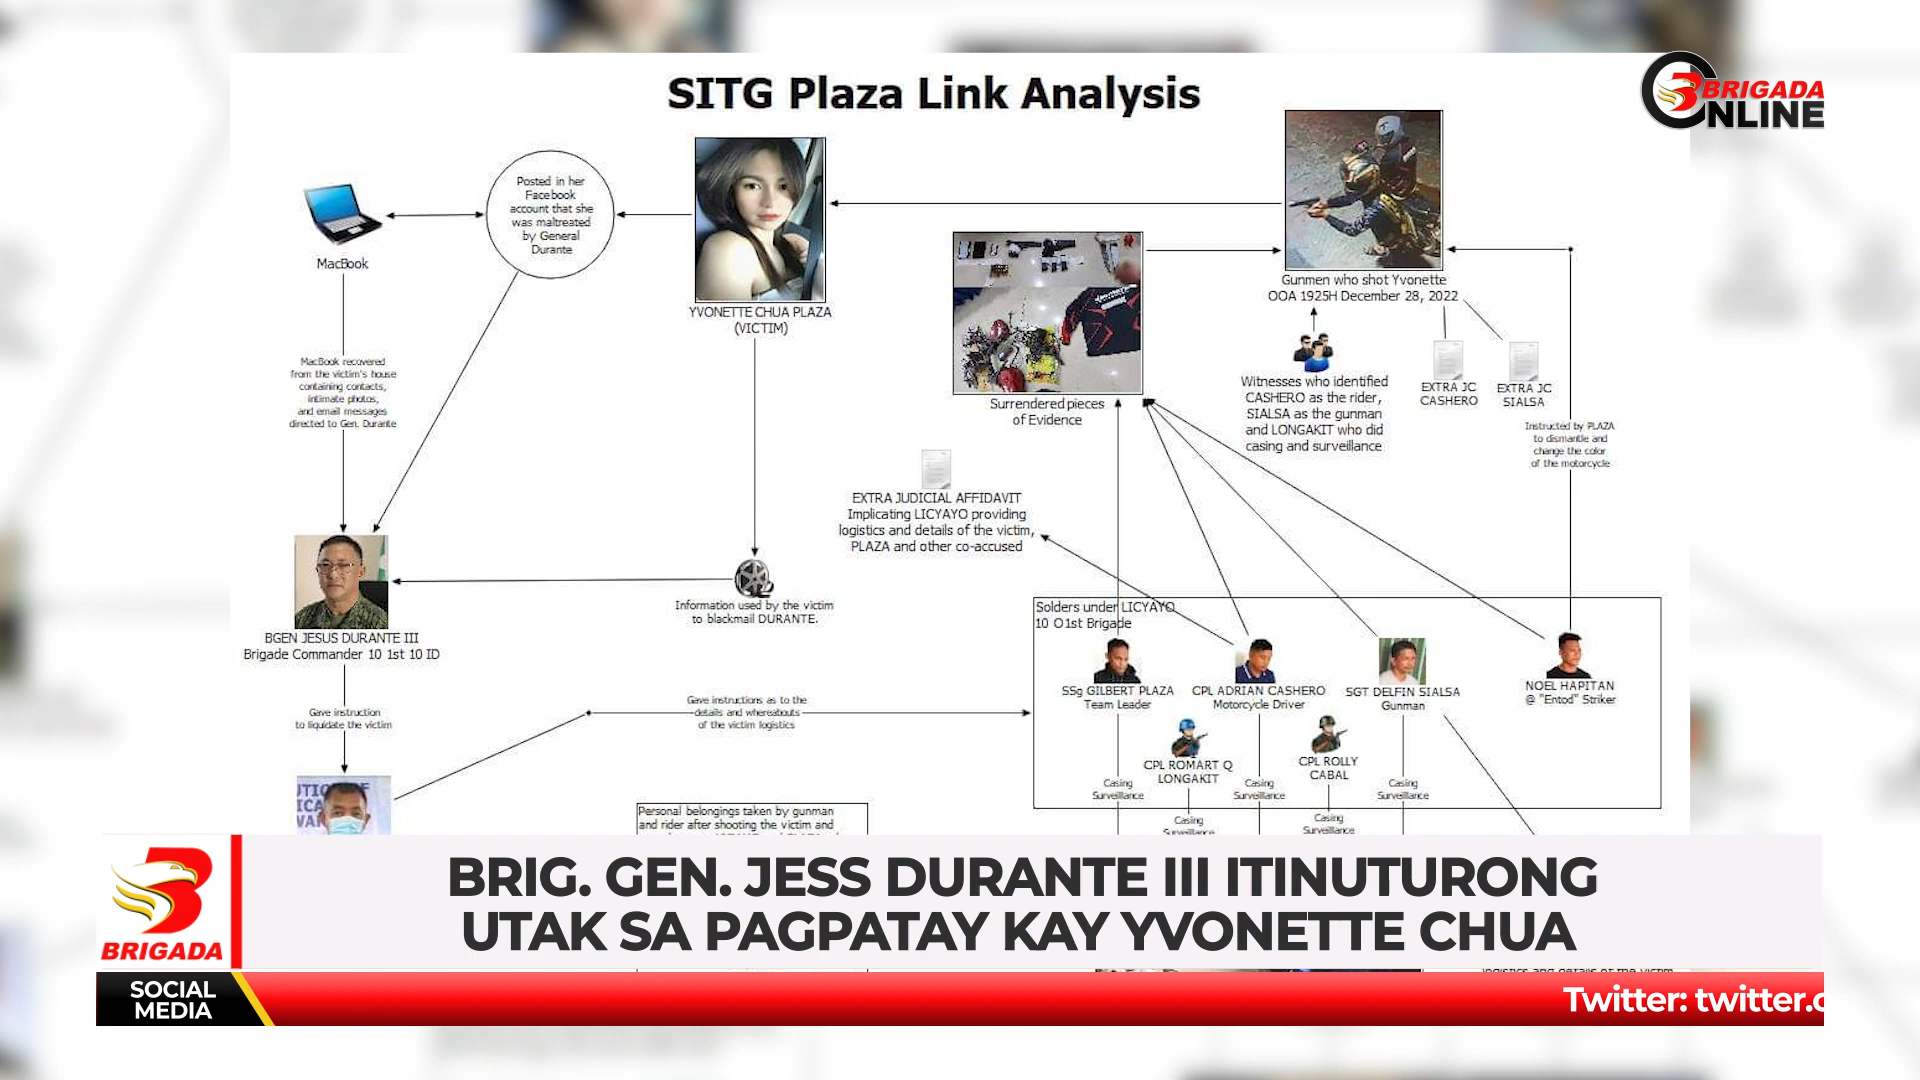 SITG Plaza Link Analysis
BRIGADA
ONLINE
Posted in her
Facebook
account that she
was maltreated
by General
Durante
MacBook
YVONETTE CHUA PLAZA
(VICTIM)
Gunmen who shot Yvonette
OOA 1925H December 28, 2022
MacBook recovered
from the victim's house
containing contacts,
intimate photos,
and email messages
directed to Gen. Durante
Surrendered pieces
of Evidence
Witnesses who identified
CASHERO as the rider,
SIALSA as the gunman
and LONGAKIT who did
casing and surveillance
EXTRA JC
CASHERO
EXTRA JC
SIALSA
Instructed by PLAZA
to dismantle and
change the color
of the motorcycle
EXTRA JUDICIAL AFFIDAVIT
Implicating LICYAYO providing
logistics and details of the victim,
PLAZA and other co-accused
Information used by the victim
to blackmail DURANTE.
BGEN JESUS DURANTE III
Brigade Commander 10 1st 10 ID
Gave instruction
to liquidate the victim
Gave instructions as to the
details and whereabouts
of the victim logistics
Solders under LICYAYO
10 O1st Brigade
SSg GILBERT PLAZA
Team Leader
CPL ADRIAN CASHERO
Motorcycle Driver
SGT DELFIN SIALSA
Gunman
NOEL HAPITAN
@ "Entod" Striker
CPL ROMART Q
LONGAKIT
CPL ROLLY
CABAL
Casing
Surveillance
Casing
Surveillance
Casing
Surveillance
Casing
Surveillance
Casing
Surveillance
Personal belongings taken by gunman
and rider after shooting the victim and
BRIG. GEN. JESS DURANTE III ITINUTURONG
UTAK SA PAGPATAY KAY YVONETTE CHUA
BRIGADA
logistics and details of the victim
SOCIAL
MEDIA
Twitter: twitter.c